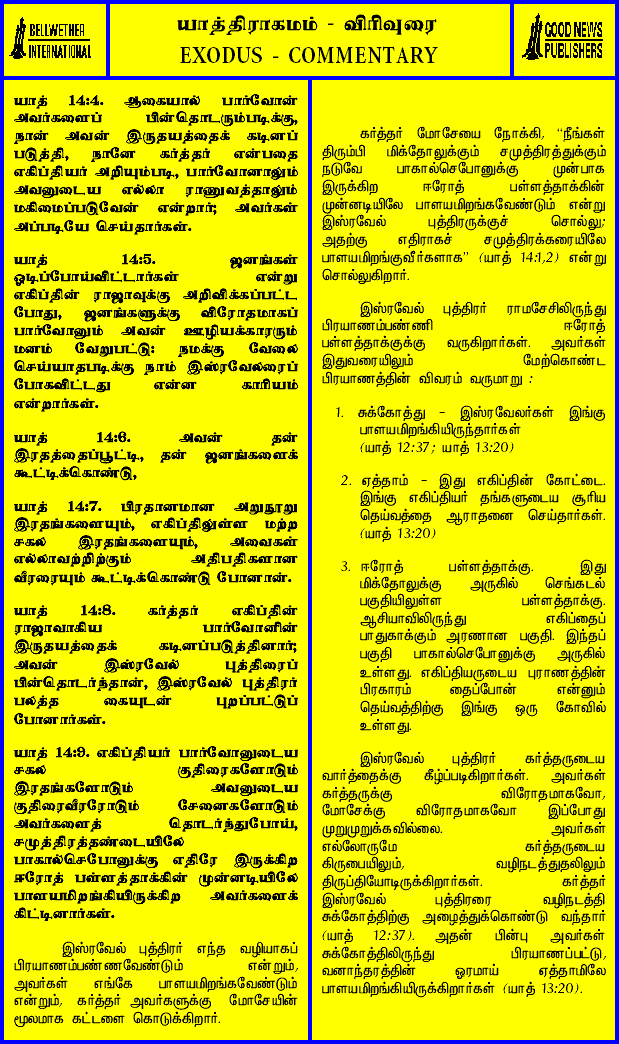 BELLWETHER
INTERNATIONAL
யாத்திராகமம் - விரிவுரை
EXODUS - COMMENTARY
GOOD NEWS
PUBLISHERS
யாத் 14:4. ஆகையால் பார்வோன்
அவர்களைப் பின்தொடரும்படிக்கு,
நான் அவன் இருதயத்தைக் கடினப்
படுத்தி, நானே கர்த்தர் என்பதை
எகிப்தியர் அறியும்படி, பார்வோனாலும்
அவனுடைய எல்லா ராணுவத்தாலும்
மகிமைப்படுவேன் என்றார்; அவர்கள்
அப்படியே செய்தார்கள்.
யாத் 14:5. ஜனங்கள்
ஓடிப்போய்விட்டார்கள் என்று
எகிப்தின் ராஜாவுக்கு அறிவிக்கப்பட்ட
போது, ஜனங்களுக்கு விரோதமாகப்
பார்வோனும் அவன் ஊழியக்காரரும்
மனம் வேறுபட்டு: நமக்கு வேலை
செய்யாதபடிக்கு நாம் இஸ்ரவேலரைப்
போகவிட்டது என்ன காரியம்
என்றார்கள்.
யாத் 14:6. அவன் தன்
இரதத்தைப்பூட்டி, தன் ஜனங்களைக்
கூட்டிக்கொண்டு,
யாத் 14:7. பிரதானமான அறுநூறு
இரதங்களையும், எகிப்திலுள்ள மற்ற
சகல இரதங்களையும், அவைகள்
எல்லாவற்றிற்கும் அதிபதிகளான
வீரரையும் கூட்டிக்கொண்டு போனான்.
யாத் 14:8. கர்த்தர் எகிப்தின்
ராஜாவாகிய பார்வோனின்
இருதயத்தைக் கடினப்படுத்தினார்;
அவன் இஸ்ரவேல் புத்திரைப்
பின்தொடர்ந்தான், இஸ்ரவேல் புத்திரர்
பலத்த கையுடன் புறப்பட்டுப்
போனார்கள்.
யாத் 14:9. எகிப்தியர் பார்வோனுடைய
சகல குதிரைகளோடும்
இரதங்களோடும் அவனுடைய
குதிரைவீரரோடும் சேனைகளோடும்
அவர்களைத் தொடர்ந்துபோய்,
சமுத்திரத்தண்டையிலே
பாகால்செபோனுக்கு எதிரே இருக்கிற
ஈரோத் பள்ளத்தாக்கின் முன்னடியிலே
பாளயமிறங்கியிருக்கிற அவர்களைக்
கிட்டினார்கள்.
இஸ்ரவேல் புத்திரர் எந்த வழியாகப்
பிரயாணம்பண்ணவேண்டும் என்றும்,
அவர்கள் எங்கே பாளயமிறங்கவேண்டும்
என்றும், கர்த்தர் அவர்களுக்கு மோசேயின்
மூலமாக கட்டளை கொடுக்கிறார்.
கர்த்தர் மோசேயை நோக்கி, “நீங்கள்
திரும்பி மிக்தோலுக்கும் சமுத்திரத்துக்கும்
நடுவே பாகால்செபோனுக்கு முன்பாக
இருக்கிற ஈரோத் பள்ளத்தாக்கின்
முன்னடியிலே பாளயமிறங்கவேண்டும் என்று
இஸ்ரவேல் புத்திரருக்குச் சொல்லு;
அதற்கு எதிராகச் சமுத்திரக்கரையிலே
பாளயமிறங்குவீர்களாக” (யாத் 14:1,2) என்று
சொல்லுகிறார்.
இஸ்ரவேல் புத்திரர் ராமசேசிலிருந்து
பிரயாணம்பண்ணி ஈரோத்
பள்ளத்தாக்குக்கு வருகிறார்கள். அவர்கள்
இதுவரையிலும் மேற்கொண்ட
பிரயாணத்தின் விவரம் வருமாறு :
1. சுக்கோத்து - இஸ்ரவேலர்கள் இங்கு
பாளயமிறங்கியிருந்தார்கள்
(யாத் 12:37; யாத் 13:20)
2. ஏத்தாம் - இது எகிப்தின் கோட்டை.
இங்கு எகிப்தியர் தங்களுடைய சூரிய
தெய்வத்தை ஆராதனை செய்தார்கள்.
(யாத் 13:20)
3. ஈரோத் பள்ளத்தாக்கு. இது
மிக்தோலுக்கு அருகில் செங்கடல்
பகுதியிலுள்ள பள்ளத்தாக்கு.
ஆசியாவிலிருந்து எகிப்தைப்
பாதுகாக்கும் அரணான பகுதி. இந்தப்
பகுதி பாகால்செபோனுக்கு அருகில்
உள்ளது. எகிப்தியருடைய புராணத்தின்
பிரகாரம் தைப்போன் என்னும்
தெய்வத்திற்கு இங்கு ஒரு கோவில்
உள்ளது.
இஸ்ரவேல் புத்திரர் கர்த்தருடைய
வார்த்தைக்கு கீழ்ப்படிகிறார்கள். அவர்கள்
கர்த்தருக்கு விரோதமாகவோ,
மோசேக்கு விரோதமாகவோ இப்போது
முறுமுறுக்கவில்லை. அவர்கள்
எல்லோருமே கர்த்தருடைய
கிருபையிலும், வழிநடத்துதலிலும்
திருப்தியோடிருக்கிறார்கள். கர்த்தர்
இஸ்ரவேல் புத்திரரை வழிநடத்தி
சுக்கோத்திற்கு அழைத்துக்கொண்டு வந்தார்
(யாத் 12:37). அதன் பின்பு அவர்கள்
சுக்கோத்திலிருந்து பிரயாணப்பட்டு,
வனாந்தரத்தின் ஓரமாய் ஏத்தாமிலே
பாளயமிறங்கியிருக்கிறார்கள் (யாத் 13:20).